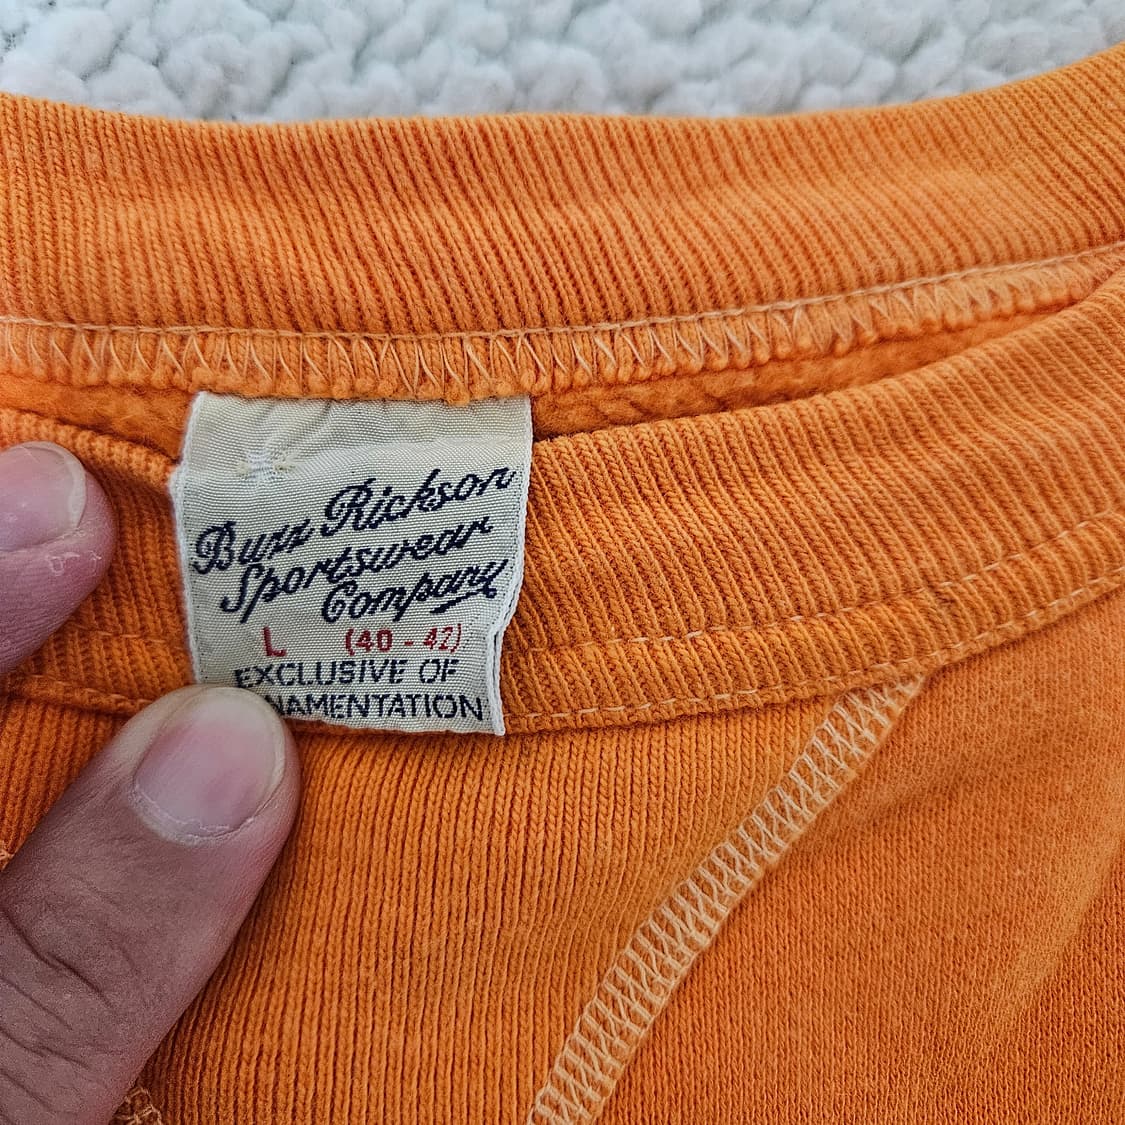 Buzz Rickson
Sportswear
Company
L (40 - 42)
EXCLUSIVE OF
NAMENTATION